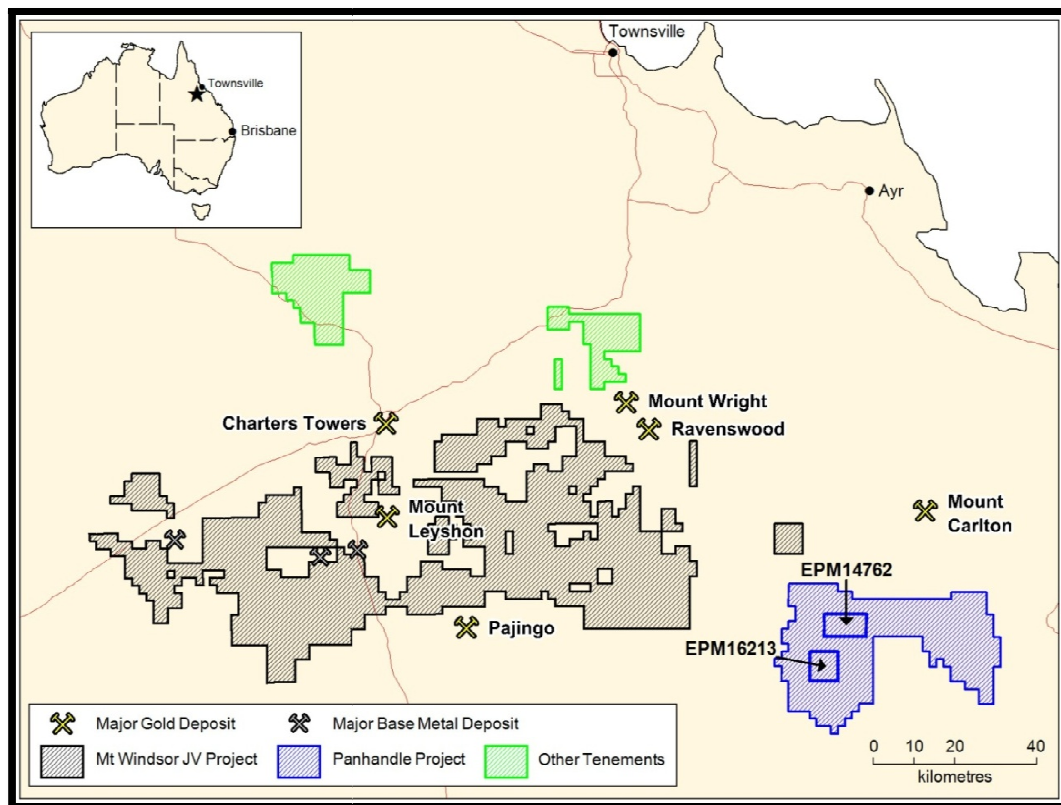 Townsville
Brisbane
Townsville
Ayr
Charters Towers
Mount Wright
Ravenswood
Mount
Leyshon
Mount
Carlton
EPM14762
EPM16213
Pajingo
Major Gold Deposit
Major Base Metal Deposit
Mt Windsor JV Project
Panhandle Project
Other Tenements
0 10 20 40
kilometres